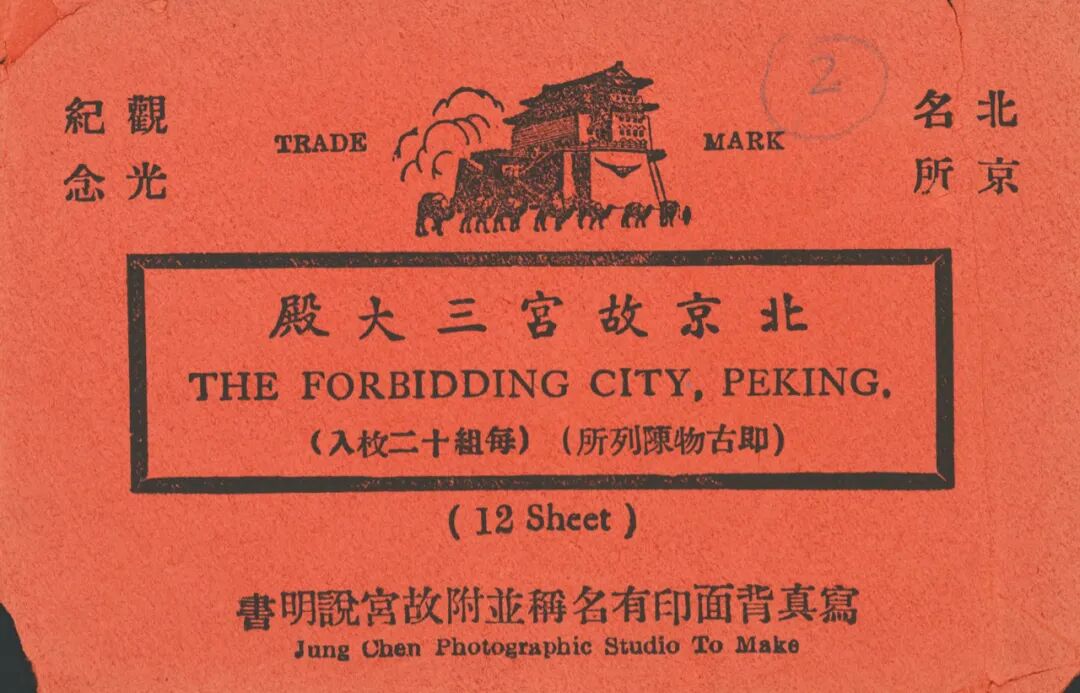 北京
名所
TRADE MARK
2
觀光
紀念
北京故宮三大殿
THE FORBIDDING CITY, PEKING.
(即古物陳列所) (每組十二枚入)
( 12 Sheet )
寫真背面印有名稱並附故宮說明書
Jung Chen Photographic Studio To Make